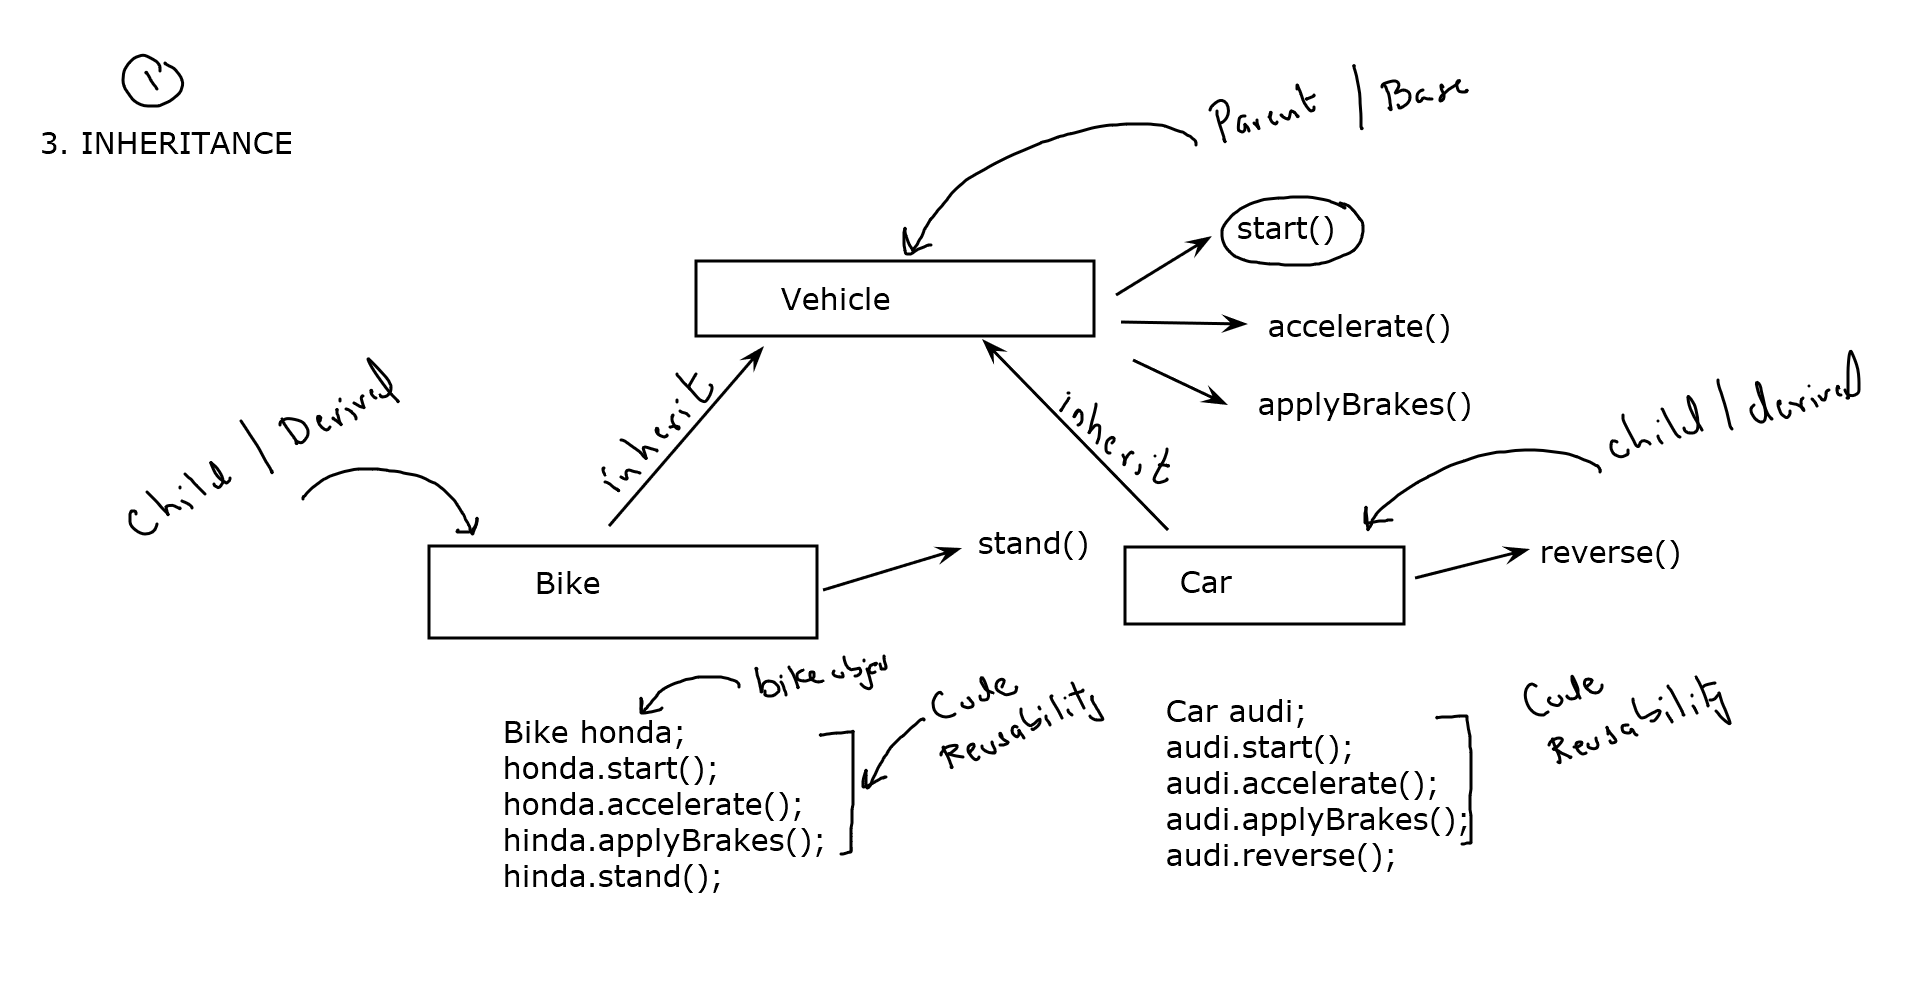 1
3. INHERITANCE
Parent / Base
start()
Vehicle
accelerate()
applyBrakes()
inherit
inherit
Child / Derived
child / derived
stand()
reverse()
Bike
Car
bike
Code
Reusability
Bike honda;
honda.start();
honda.accelerate();
hinda.applyBrakes();
hinda.stand();
Code
Reusability
Car audi;
audi.start();
audi.accelerate();
audi.applyBrakes();
audi.reverse();